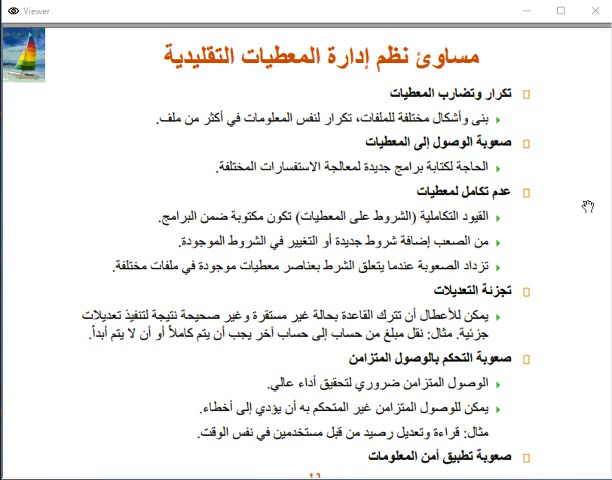 Viewer
مساوئ نظم إدارة المعطيات التقليدية
تكرار وتضارب المعطيات
بنى وأشكال مختلفة للملفات، تكرار لنفس المعلومات في أكثر من ملف.
صعوبة الوصول إلى المعطيات
الحاجة لكتابة برامج جديدة لمعالجة الاستفسارات المختلفة.
عدم تكامل لمعطيات
القيود التكاملية (الشروط على المعطيات) تكون مكتوبة ضمن البرامج.
من الصعب إضافة شروط جديدة أو التغيير في الشروط الموجودة.
تزداد الصعوبة عندما يتعلق الشرط بعناصر معطيات موجودة في ملفات مختلفة.
تجزئة التعديلات
يمكن للأعطال أن تترك القاعدة بحالة غير مستقرة وغير صحيحة نتيجة لتنفيذ تعديلات
جزئية. مثال: نقل مبلغ من حساب إلى حساب آخر يجب أن يتم كاملاً أو أن لا يتم أبداً.
صعوبة التحكم بالوصول المتزامن
الوصول المتزامن ضروري لتحقيق أداء عالي.
يمكن للوصول المتزامن غير المتحكم به أن يؤدي إلى أخطاء.
مثال: قراءة وتعديل رصيد من قبل مستخدمين في نفس الوقت.
صعوبة تطبيق أمن المعلومات
13